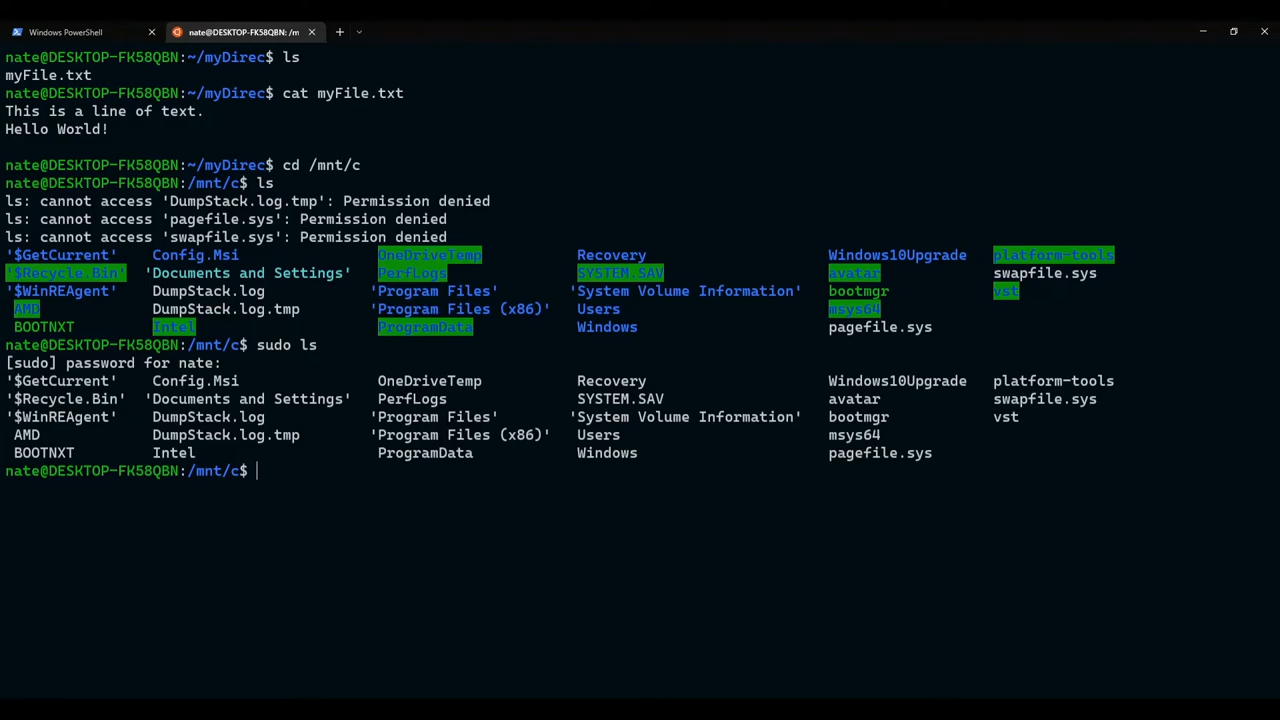 Windows PowerShell nate@DESKTOP-FK58QBN: /m
nate@DESKTOP-FK58QBN:~/myDirec$ ls
myFile.txt
nate@DESKTOP-FK58QBN:~/myDirec$ cat myFile.txt
This is a line of text.
Hello World!
nate@DESKTOP-FK58QBN:~/myDirec$ cd /mnt/c
nate@DESKTOP-FK58QBN:/mnt/c$ ls
ls: cannot access 'DumpStack.log.tmp': Permission denied
ls: cannot access 'pagefile.sys': Permission denied
ls: cannot access 'swapfile.sys': Permission denied
'$GetCurrent' Config.Msi OneDriveTemp Recovery Windows10Upgrade platform-tools
'$Recycle.Bin' 'Documents and Settings' PerfLogs SYSTEM.SAV avatar swapfile.sys
'$WinREAgent' DumpStack.log 'Program Files' 'System Volume Information' bootmgr vst
AMD DumpStack.log.tmp 'Program Files (x86)' Users msys64
BOOTNXT Intel ProgramData Windows pagefile.sys
nate@DESKTOP-FK58QBN:/mnt/c$ sudo ls
[sudo] password for nate:
'$GetCurrent' Config.Msi OneDriveTemp Recovery Windows10Upgrade platform-tools
'$Recycle.Bin' 'Documents and Settings' PerfLogs SYSTEM.SAV avatar swapfile.sys
'$WinREAgent' DumpStack.log 'Program Files' 'System Volume Information' bootmgr vst
AMD DumpStack.log.tmp 'Program Files (x86)' Users msys64
BOOTNXT Intel ProgramData Windows pagefile.sys
nate@DESKTOP-FK58QBN:/mnt/c$